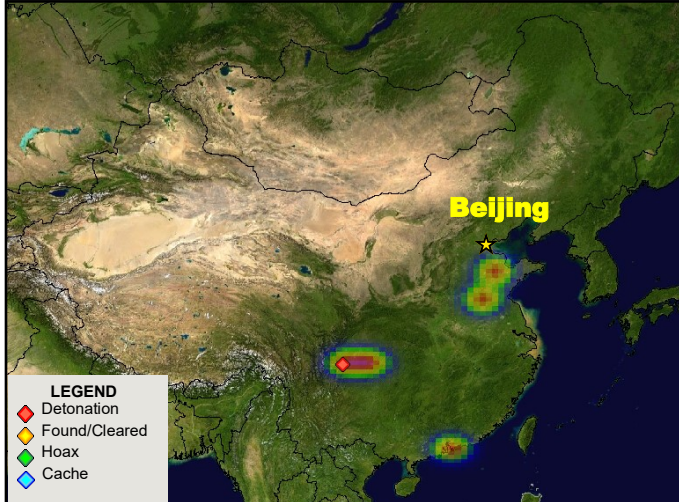 Beijing
LEGEND
Detonation
Found/Cleared
Hoax
Cache